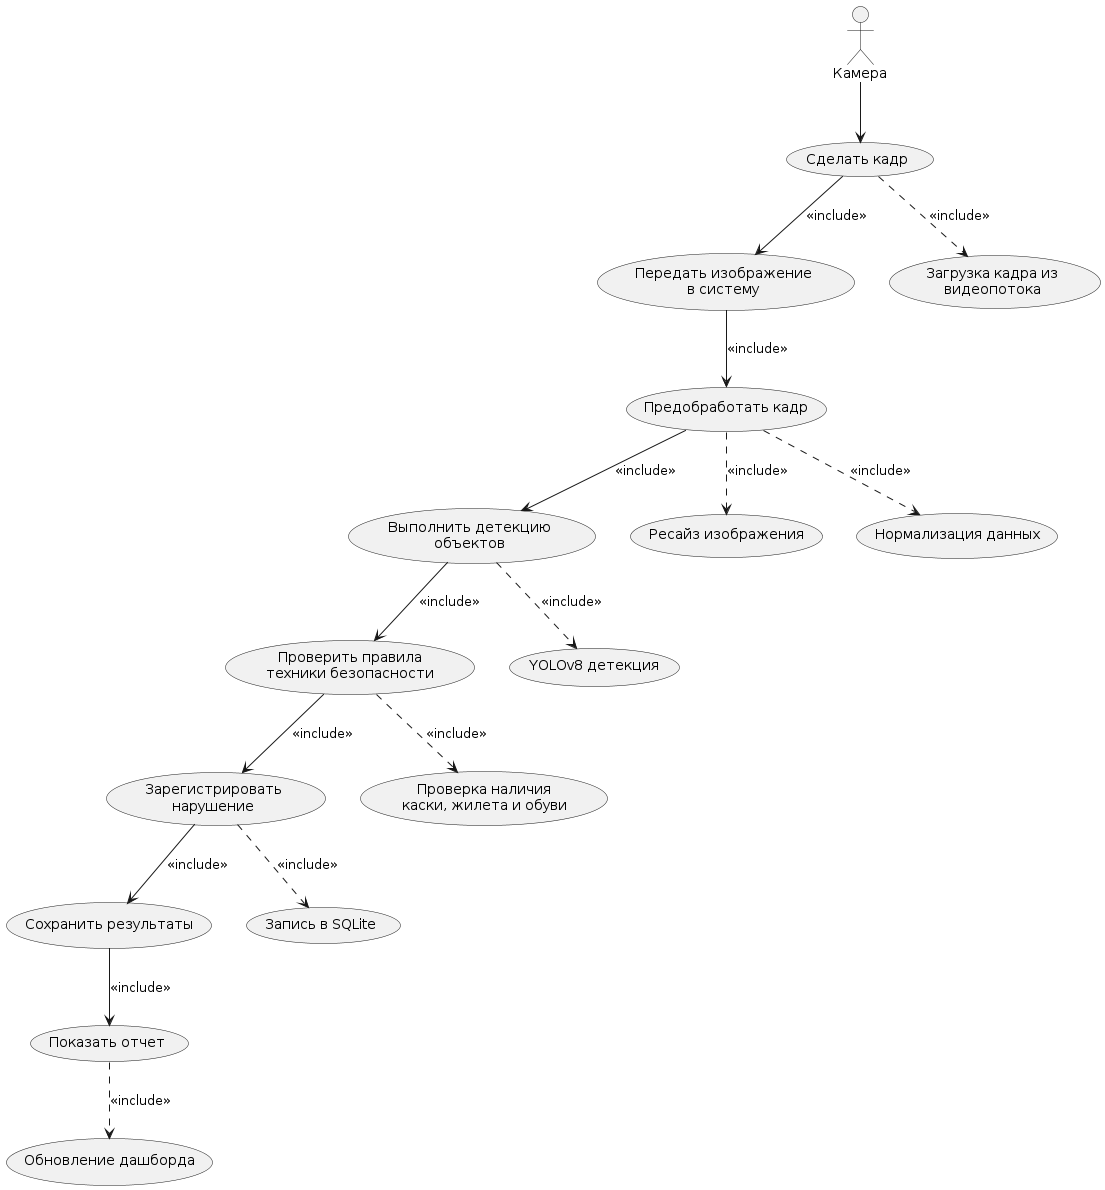 Камера
Сделать кадр
«include»
«include»
Передать изображение
в систему
Загрузка кадра из
видеопотока
«include»
Предобработать кадр
«include»
«include»
«include»
Выполнить детекцию
объектов
Ресайз изображения
Нормализация данных
«include»
«include»
Проверить правила
техники безопасности
YOLOv8 детекция
«include»
«include»
Зарегистрировать
нарушение
Проверка наличия
каски, жилета и обуви
«include»
«include»
Сохранить результаты
Запись в SQLite
«include»
Показать отчет
«include»
Обновление дашборда